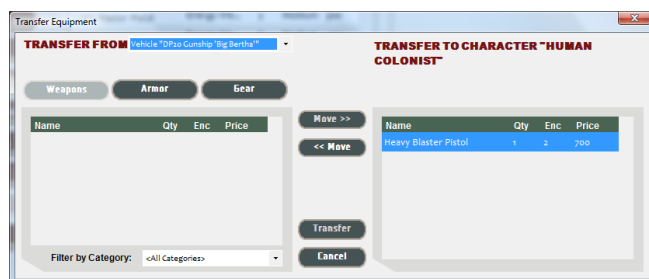 Transfer Equipment
TRANSFER FROM Vehicle "DP20 Gunship 'Big Bertha'"
TRANSFER TO CHARACTER "HUMAN
COLONIST"
Weapons Armor Gear
Name Qty Enc Price
Move >>
<< Move
Name Qty Enc Price
Heavy Blaster Pistol 1 2 700
Transfer
Filter by Category: <All Categories>
Cancel